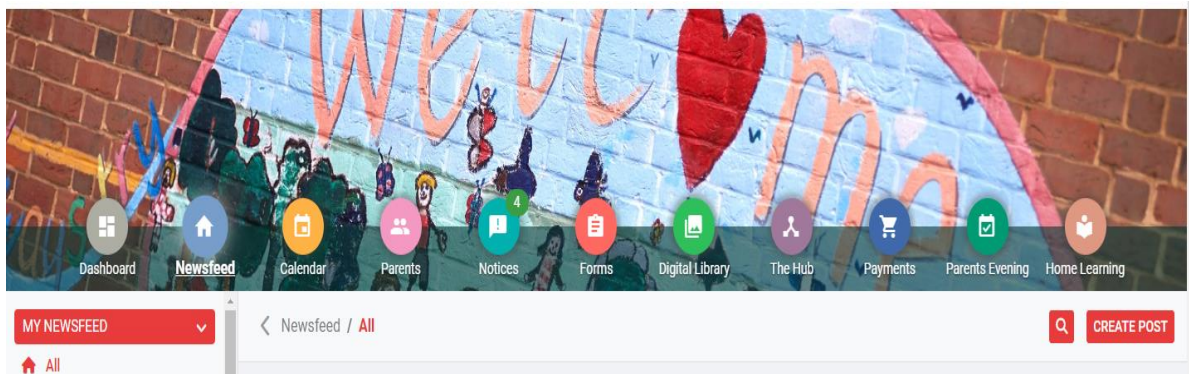 4
Dashboard Newsfeed Calendar Parents Notices Forms Digital Library The Hub Payments Parents Evening Home Learning
MY NEWSFEED Newsfeed / All CREATE POST
All